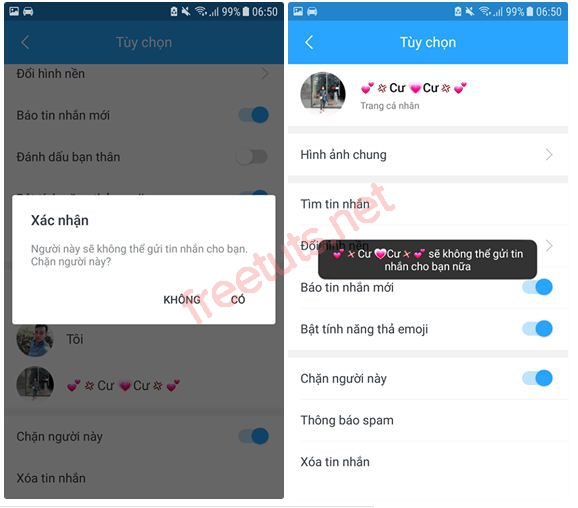 99% 06:50
Tùy chọn
Đổi hình nền
Báo tin nhắn mới
Đánh dấu bạn thân
Xác nhận
Người này sẽ không thể gửi tin nhắn cho bạn.
Chặn người này?
KHÔNG CÓ
Tôi
💕💢Cư 💗Cư💢💕
Chặn người này
Xóa tin nhắn
99% 06:50
Tùy chọn
💕💢Cư 💗Cư💢💕
Trang cá nhân
Hình ảnh chung
Tìm tin nhắn
Đổi hình nền
💕💢Cư 💗Cư💢💕 sẽ không thể gửi tin
nhắn cho bạn nữa
Báo tin nhắn mới
Bật tính năng thả emoji
Chặn người này
Thông báo spam
Xóa tin nhắn
freetuts.net